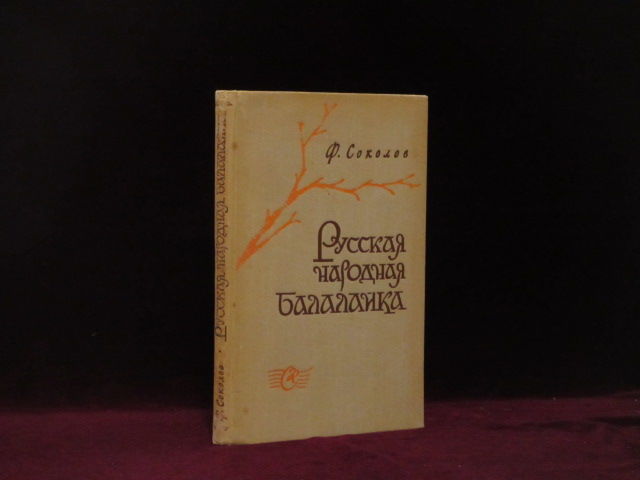 Ф. Соколов
Русская
народная
балалайка
Ф. Соколов · Русская народная балалайка